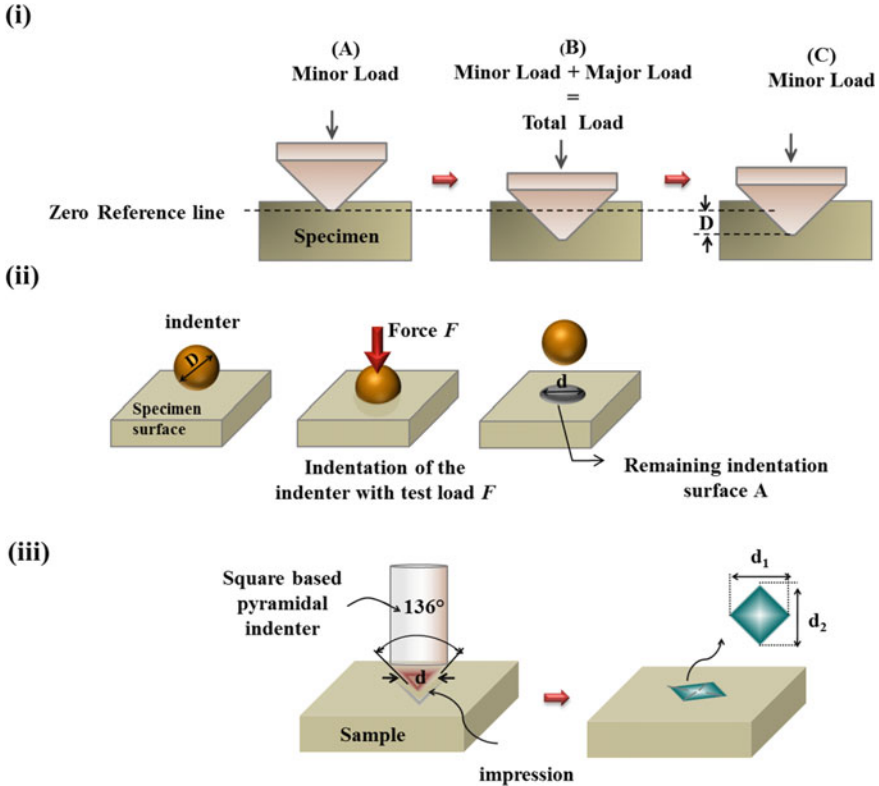 (i)
(A)
Minor Load
(B)
Minor Load + Major Load
=
Total Load
(C)
Minor Load
Zero Reference line
Specimen
D
(ii)
indenter
D
Specimen
surface
Force F
Indentation of the
indenter with test load F
d
Remaining indentation
surface A
(iii)
Square based
pyramidal
indenter
136°
d
Sample
impression
d₁
d₂